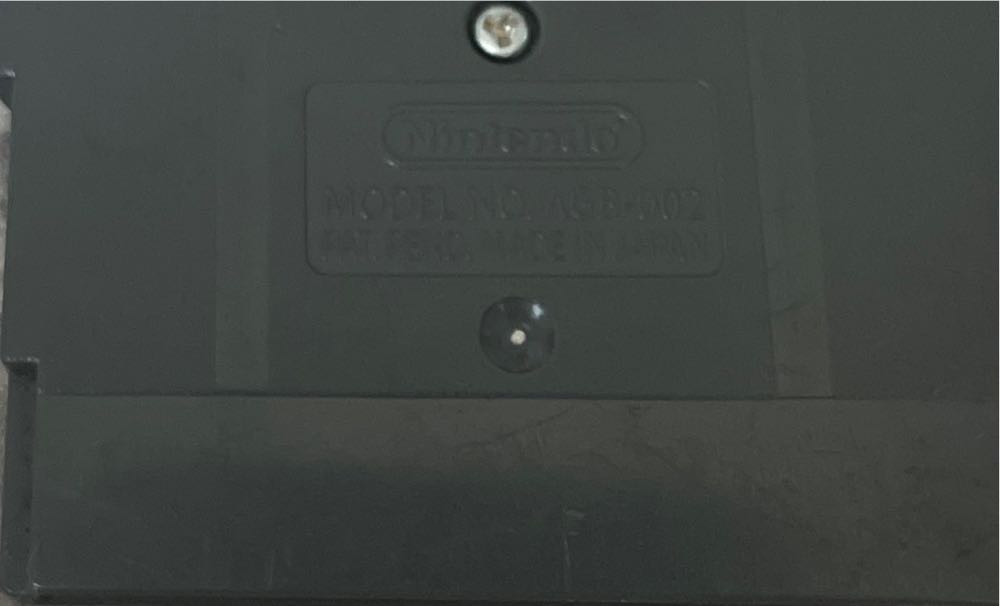 Nintendo
MODEL NO. AGB-002
PAT. PEND. MADE IN JAPAN